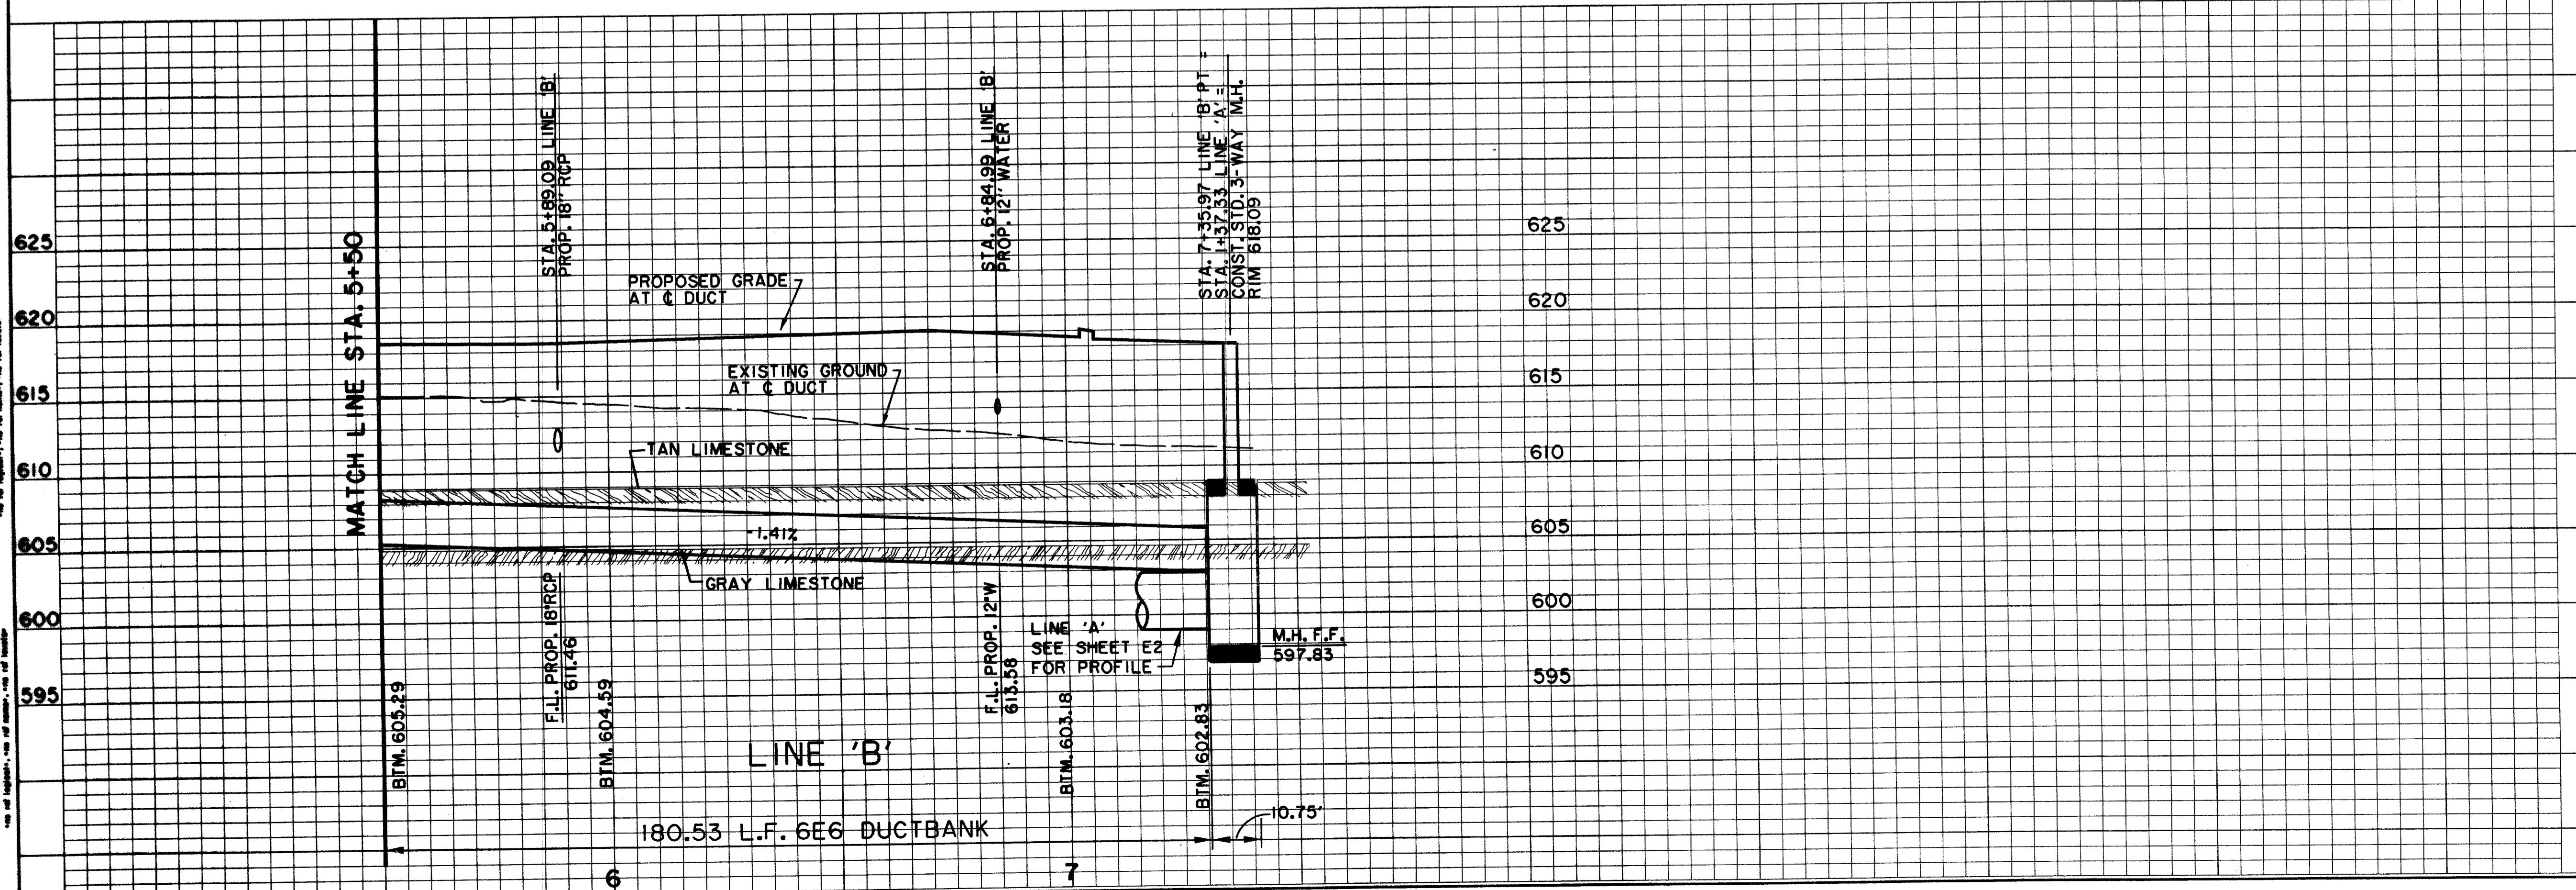 MATCH LINE STA. 5+50
STA. 5+89.09 LINE 'B'
PROP. 18" RCP
STA. 6+84.99 LINE 'B'
PROP. 12" WATER
STA. 7+35.97 LINE 'B' PT =
STA. 1+37.33 LINE 'A' =
CONST. STD. 3-WAY M.H.
RIM 618.09
625
620
615
610
605
600
595
625
620
615
610
605
600
595
PROPOSED GRADE
AT ℄ DUCT
EXISTING GROUND
AT ℄ DUCT
TAN LIMESTONE
-1.41%
GRAY LIMESTONE
LINE 'A'
SEE SHEET E2
FOR PROFILE
M.H. F.F.
597.83
BTM. 605.29
F.L. PROP. 18"RCP
611.46
BTM. 604.59
F.L. PROP. 12"W
613.58
BTM. 603.18
BTM. 602.83
LINE 'B'
180.53 L.F. 6E6 DUCTBANK
10.75'
6
7